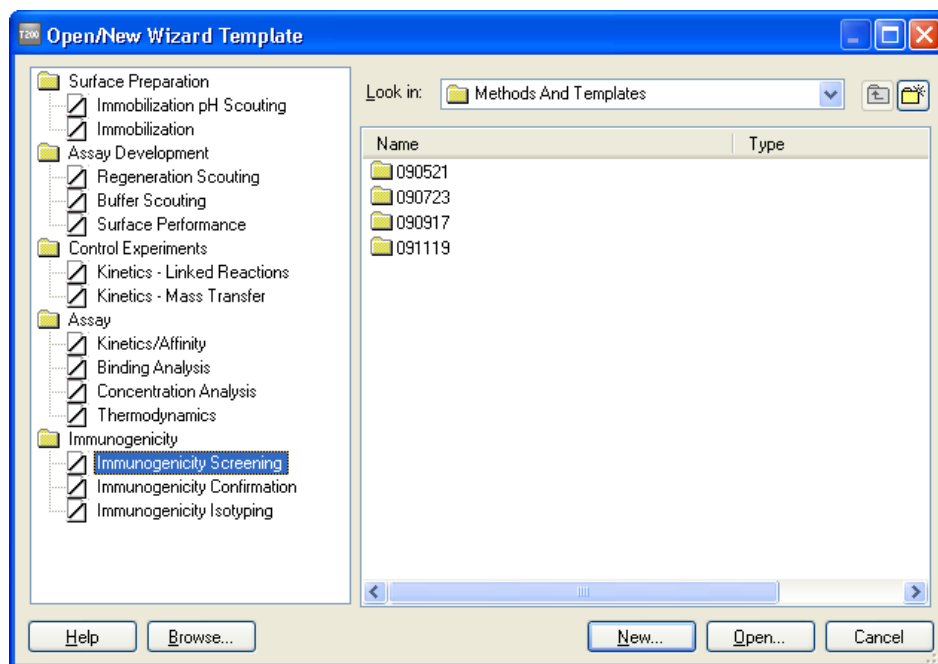 T200 Open/New Wizard Template
Surface Preparation
Immobilization pH Scouting
Immobilization
Assay Development
Regeneration Scouting
Buffer Scouting
Surface Performance
Control Experiments
Kinetics - Linked Reactions
Kinetics - Mass Transfer
Assay
Kinetics/Affinity
Binding Analysis
Concentration Analysis
Thermodynamics
Immunogenicity
Immunogenicity Screening
Immunogenicity Confirmation
Immunogenicity Isotyping
Look in: Methods And Templates
Name Type
090521
090723
090917
091119
Help Browse... New... Open... Cancel